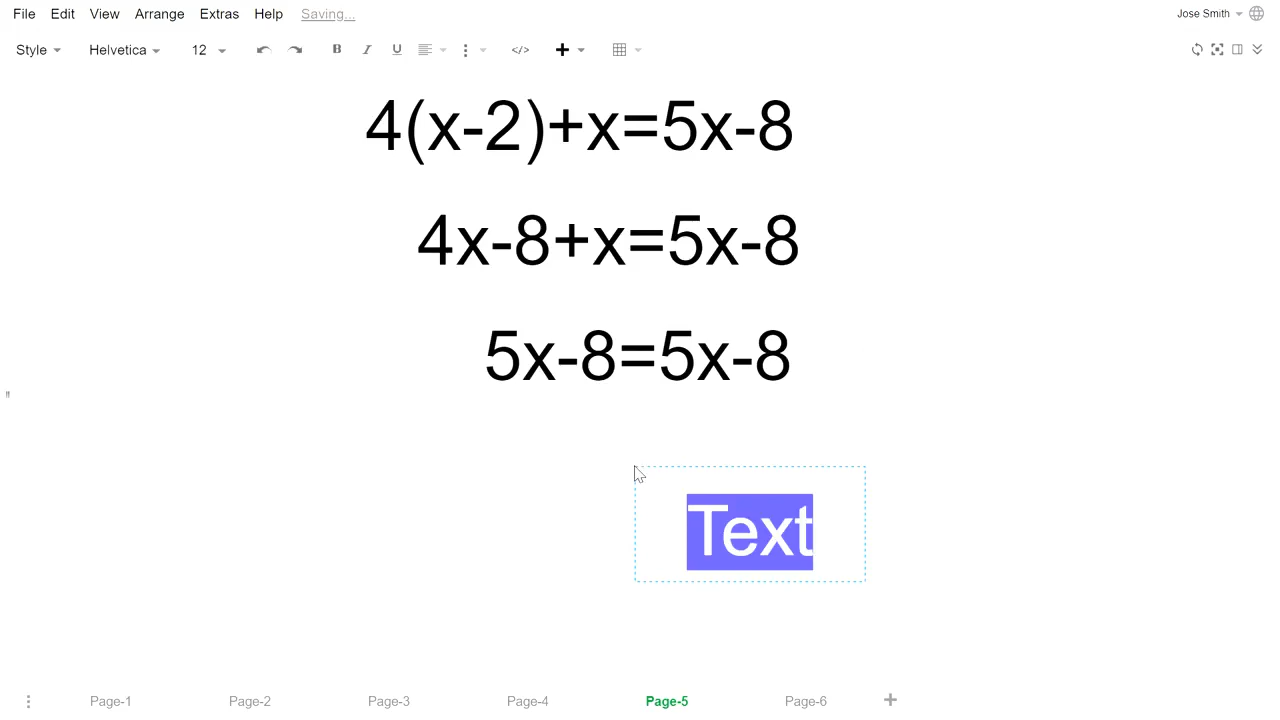 File Edit View Arrange Extras Help Saving... Jose Smith
Style Helvetica 12 B I U </>
4(x-2)+x=5x-8
4x-8+x=5x-8
5x-8=5x-8
Text
Page-1 Page-2 Page-3 Page-4 Page-5 Page-6